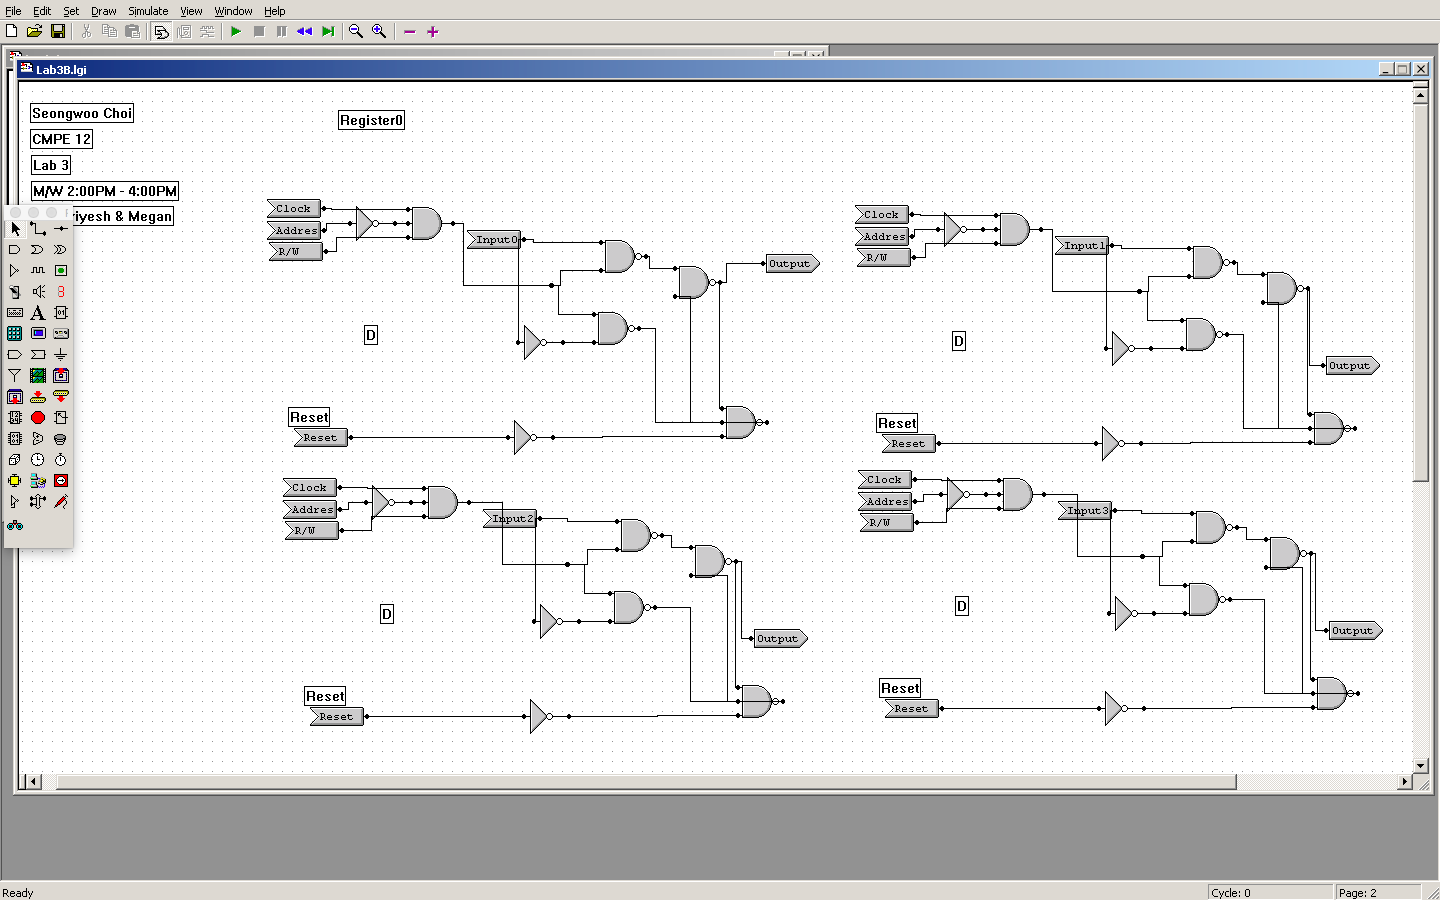 File Edit Set Draw Simulate View Window Help
Lab3B.lgi
Seongwoo Choi
CMPE 12
Lab 3
M/W 2:00PM - 4:00PM
iyesh & Megan
Register0
Clock
Addres
R/W
Input0
Output
D
Reset
Reset
Clock
Addres
R/W
Input1
Output
D
Reset
Reset
Clock
Addres
R/W
Input2
Output
D
Reset
Reset
Clock
Addres
R/W
Input3
Output
D
Reset
Reset
Ready
Cycle: 0
Page: 2